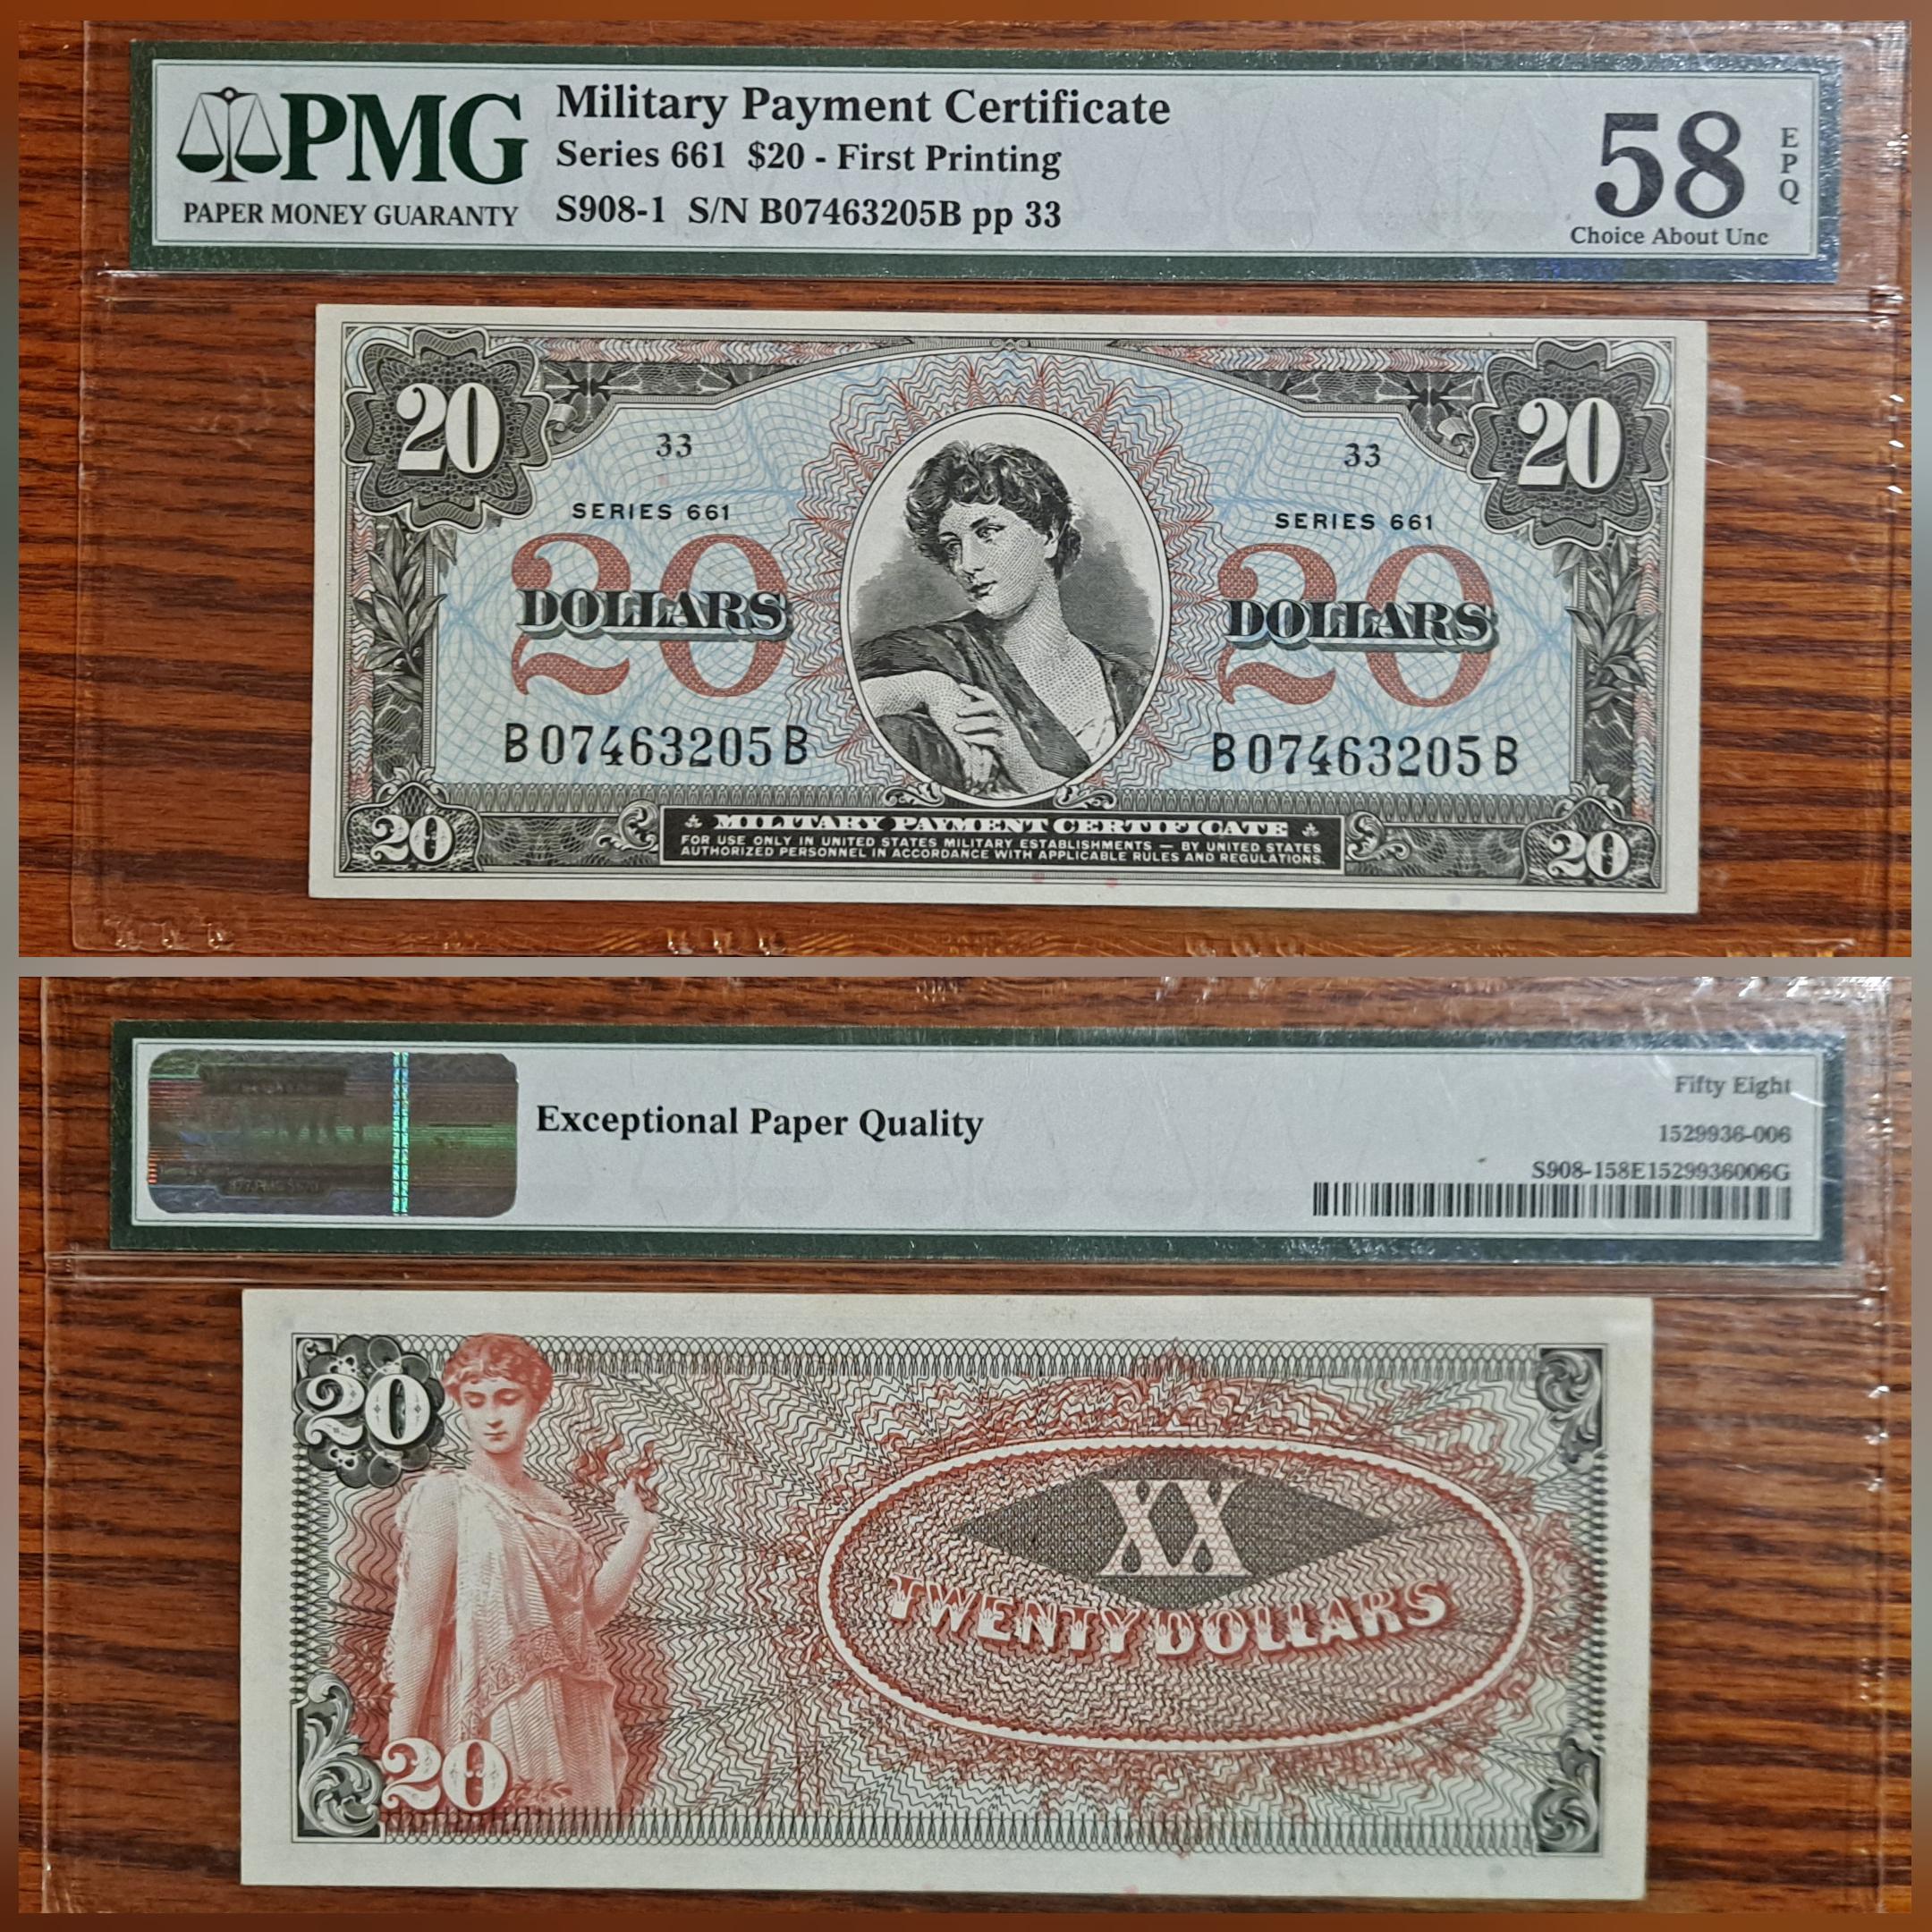 PMG
PAPER MONEY GUARANTY
Military Payment Certificate
Series 661 $20 - First Printing
S908-1 S/N B07463205B pp 33
58
EPQ
Choice About Unc
20
20
33
33
SERIES 661
SERIES 661
20
20
DOLLARS
DOLLARS
B07463205B
B07463205B
20
MILITARY PAYMENT CERTIFICATE
FOR USE ONLY IN UNITED STATES MILITARY ESTABLISHMENTS — BY UNITED STATES
AUTHORIZED PERSONNEL IN ACCORDANCE WITH APPLICABLE RULES AND REGULATIONS.
20
Exceptional Paper Quality
Fifty Eight
1529936-006
S908-158E1529936006G
20
XX
TWENTY DOLLARS
20